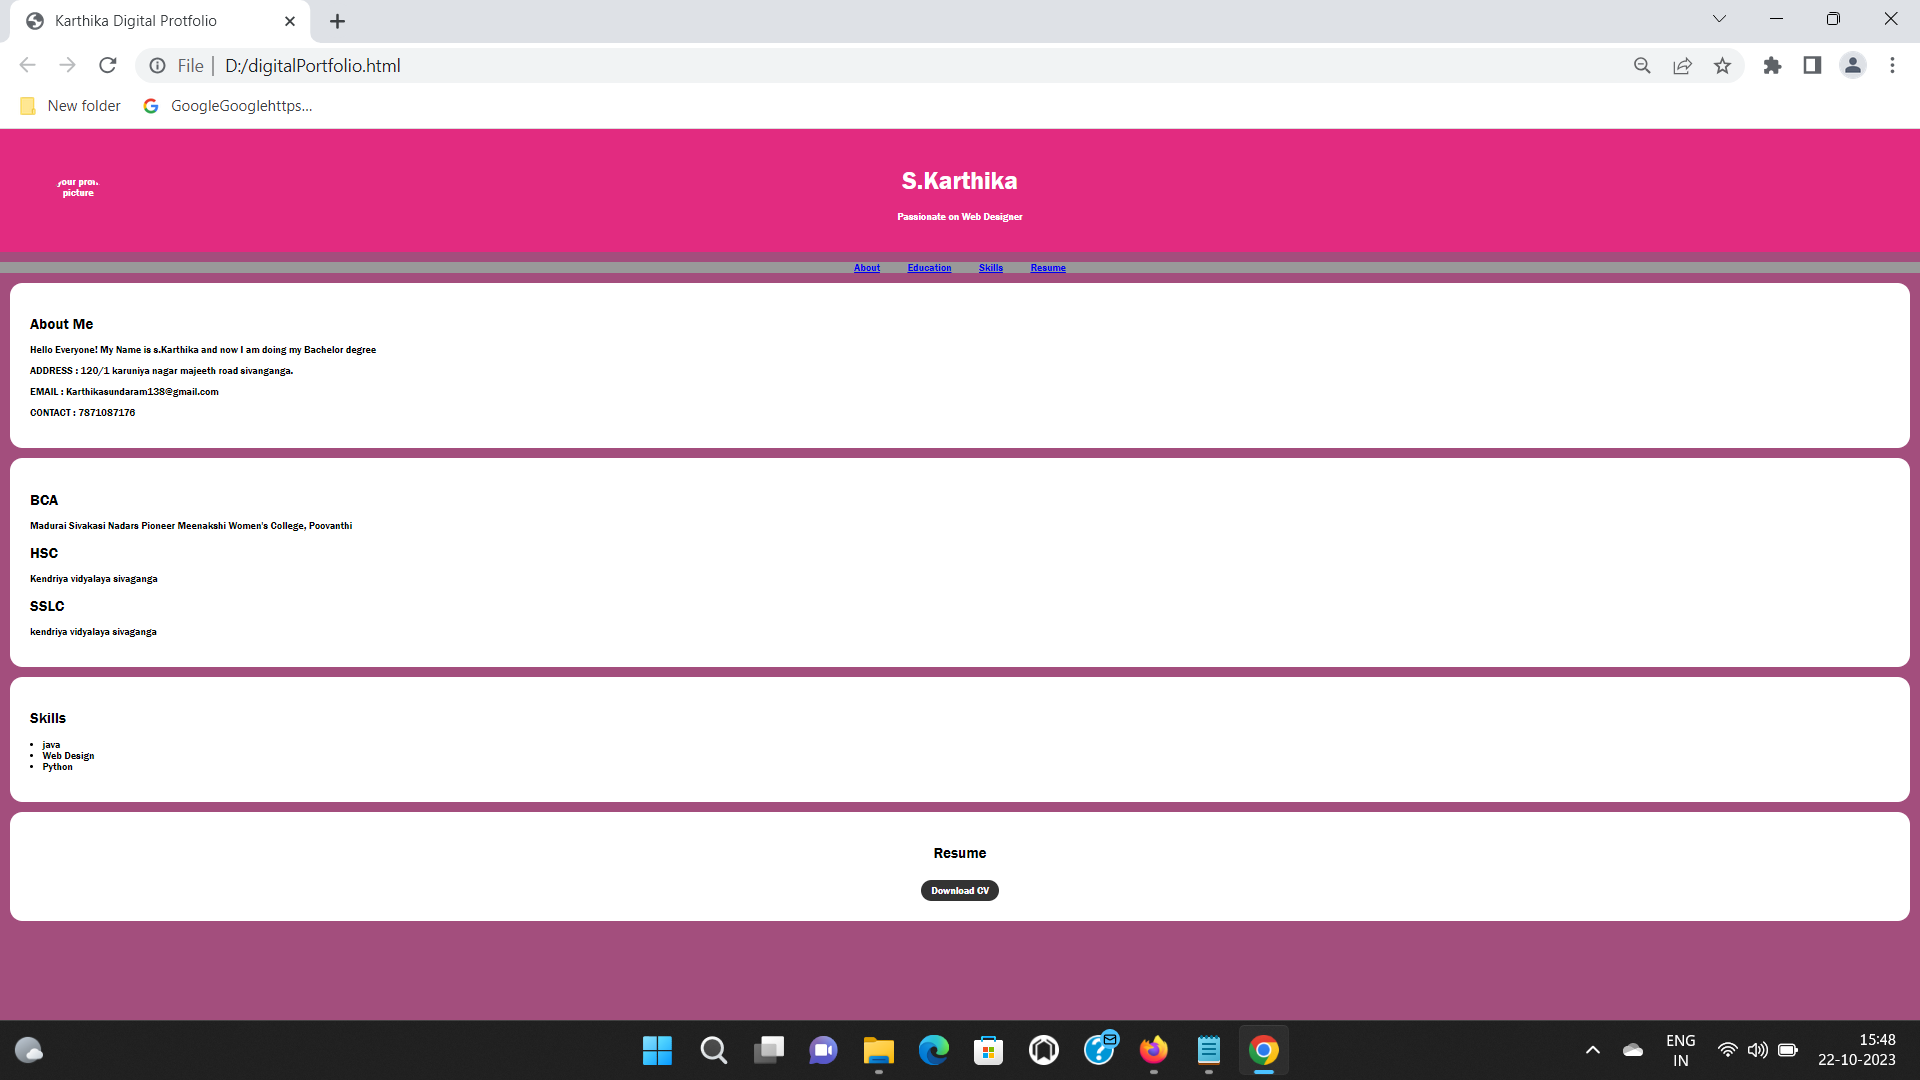 Karthika Digital Protfolio
File | D:/digitalPortfolio.html
New folder GoogleGooglehttps...
picture
S.Karthika
Passionate on Web Designer
About Education Skills Resume
About Me
Hello Everyone! My Name is s.Karthika and now I am doing my Bachelor degree
ADDRESS : 120/1 karuniya nagar majeeth road sivanganga.
EMAIL : Karthikasundaram138@gmail.com
CONTACT : 7871087176
BCA
Madurai Sivakasi Nadars Pioneer Meenakshi Women's College, Poovanthi
HSC
Kendriya vidyalaya sivaganga
SSLC
kendriya vidyalaya sivaganga
Skills
• java
• Web Design
• Python
Resume
Download CV
ENG
IN
15:48
22-10-2023